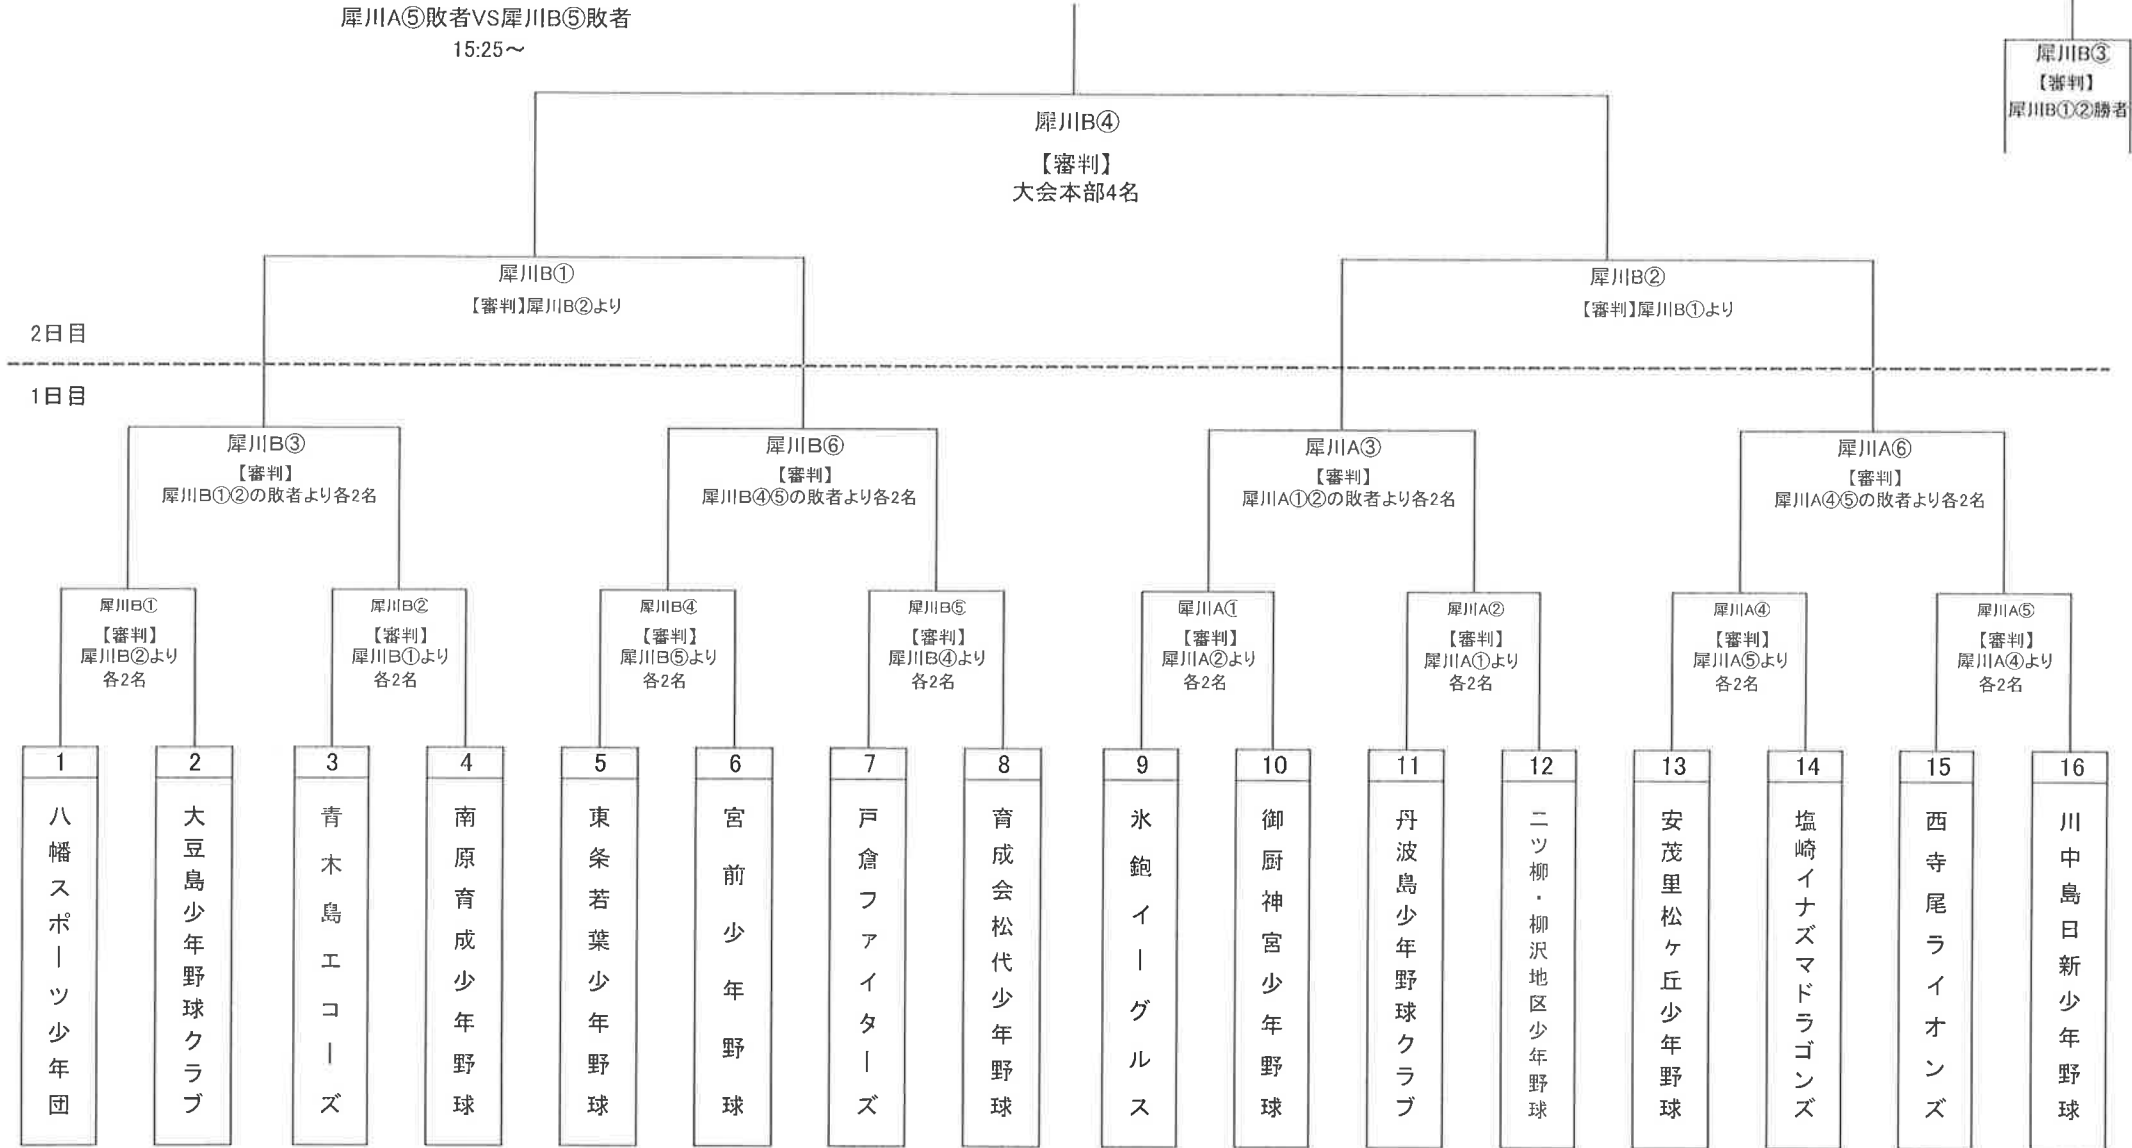 犀川A⑤敗者VS犀川B⑤敗者
15:25～
犀川B③
【審判】
犀川B①②勝者
犀川B④
【審判】
大会本部4名
犀川B①
【審判】犀川B②より
犀川B②
【審判】犀川B①より
2日目
1日目
犀川B③
【審判】
犀川B①②の敗者より各2名
犀川B⑥
【審判】
犀川B④⑤の敗者より各2名
犀川A③
【審判】
犀川A①②の敗者より各2名
犀川A⑥
【審判】
犀川A④⑤の敗者より各2名
犀川B①
【審判】
犀川B②より
各2名
犀川B②
【審判】
犀川B①より
各2名
犀川B④
【審判】
犀川B⑤より
各2名
犀川B⑤
【審判】
犀川B④より
各2名
犀川A①
【審判】
犀川A②より
各2名
犀川A②
【審判】
犀川A①より
各2名
犀川A④
【審判】
犀川A⑤より
各2名
犀川A⑤
【審判】
犀川A④より
各2名
1
八幡スポーツ少年団
2
大豆島少年野球クラブ
3
青木島エコーズ
4
南原育成少年野球
5
東条若葉少年野球
6
宮前少年野球
7
戸倉ファイターズ
8
育成会松代少年野球
9
氷鉋イーグルス
10
御厨神宮少年野球
11
丹波島少年野球クラブ
12
二ツ柳・柳沢地区少年野球
13
安茂里松ヶ丘少年野球
14
塩崎イナズマドラゴンズ
15
西寺尾ライオンズ
16
川中島日新少年野球